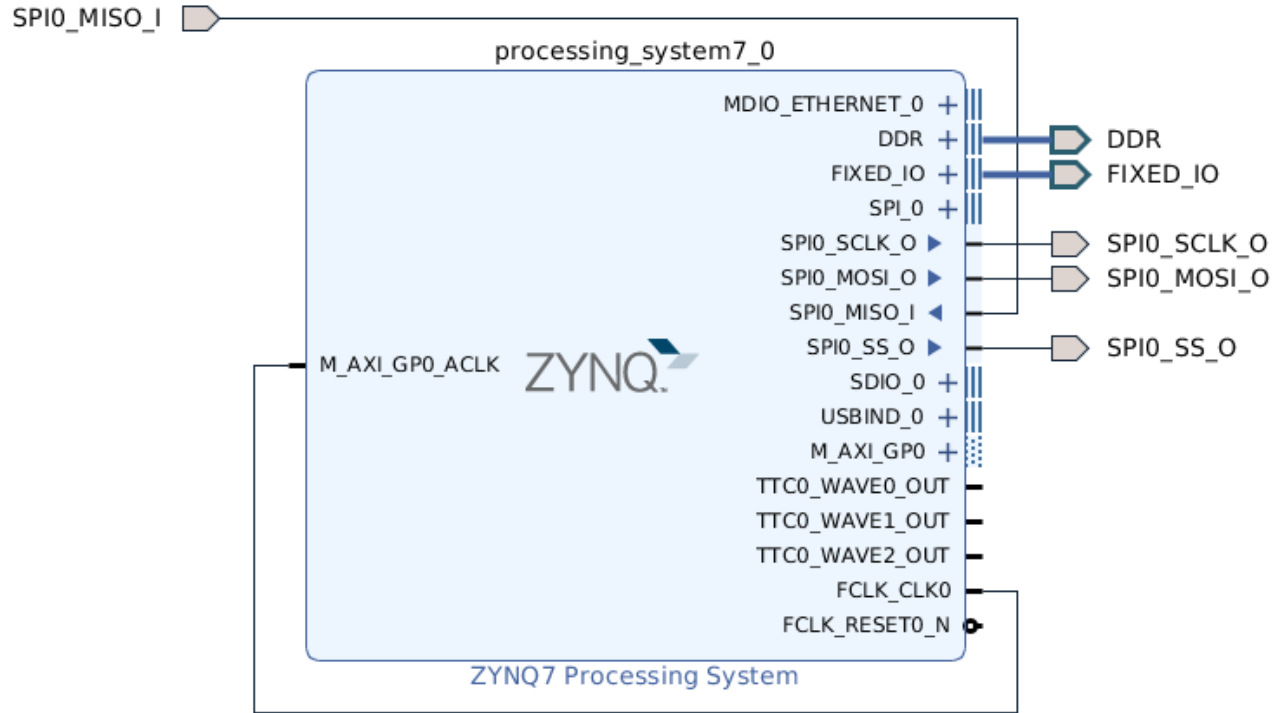 SPI0_MISO_I
processing_system7_0
MDIO_ETHERNET_0
DDR
DDR
FIXED_IO
FIXED_IO
SPI_0
SPI0_SCLK_O
SPI0_SCLK_O
SPI0_MOSI_O
SPI0_MOSI_O
SPI0_MISO_I
SPI0_SS_O
SPI0_SS_O
M_AXI_GP0_ACLK
ZYNQ
SDIO_0
USBIND_0
M_AXI_GP0
TTC0_WAVE0_OUT
TTC0_WAVE1_OUT
TTC0_WAVE2_OUT
FCLK_CLK0
FCLK_RESET0_N
ZYNQ7 Processing System